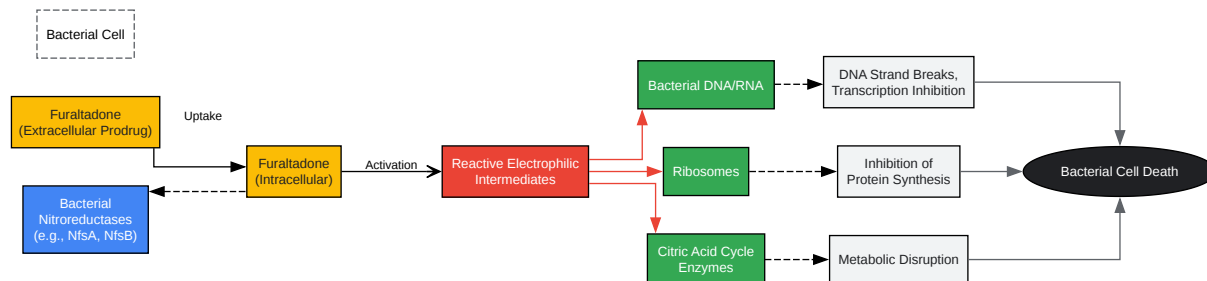 Bacterial Cell
Furaltadone
(Extracellular Prodrug)
Uptake
Bacterial
Nitroreductases
(e.g., NfsA, NfsB)
Furaltadone
(Intracellular)
Activation
Reactive Electrophilic
Intermediates
Bacterial DNA/RNA
Ribosomes
Citric Acid Cycle
Enzymes
DNA Strand Breaks,
Transcription Inhibition
Inhibition of
Protein Synthesis
Metabolic Disruption
Bacterial Cell Death